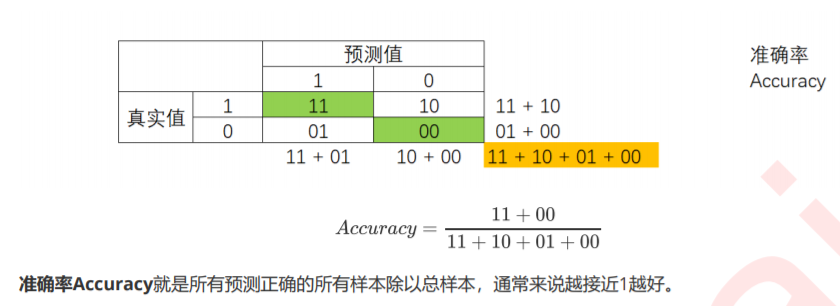 预测值
准确率
1 0
Accuracy
真实值 1 11 10 11 + 10
0 01 00 01 + 00
11 + 01 10 + 00 11 + 10 + 01 + 00
Accuracy = (11 + 00) / (11 + 10 + 01 + 00)
准确率Accuracy就是所有预测正确的所有样本除以总样本，通常来说越接近1越好。